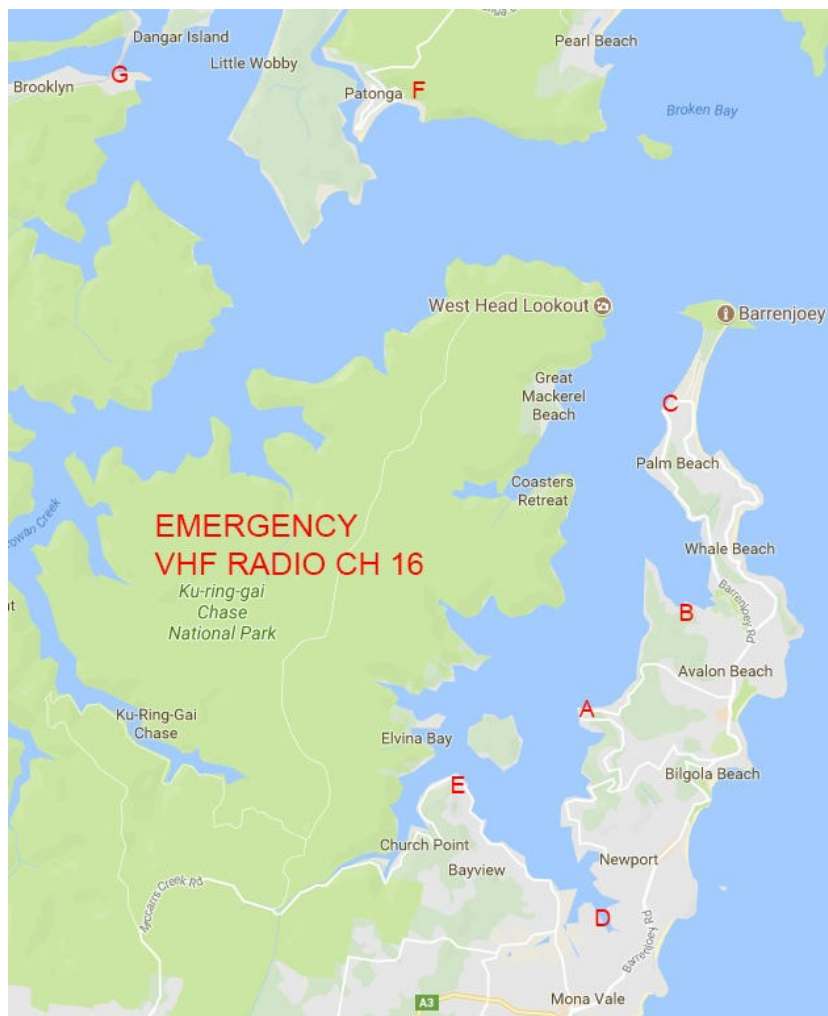 Dangar Island
Little Wobby
Pearl Beach
G
Brooklyn
Patonga
F
Broken Bay
West Head Lookout
Barrenjoey
Great
Mackerel
Beach
C
Palm Beach
Coasters
Retreat
EMERGENCY
VHF RADIO CH 16
Ku-ring-gai
Chase
National Park
Whale Beach
Barrenjoey Rd
B
Avalon Beach
A
Ku-Ring-Gai
Chase
Elvina Bay
Bilgola Beach
E
Church Point
Bayview
Newport
Mccarrs Creek Rd
D
Barrenjoey Rd
Mona Vale
A3